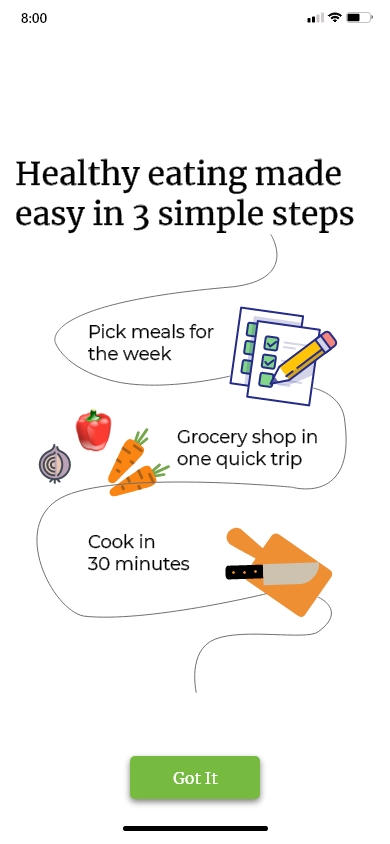 8:00
Healthy eating made
easy in 3 simple steps
Pick meals for
the week
Grocery shop in
one quick trip
Cook in
30 minutes
Got It